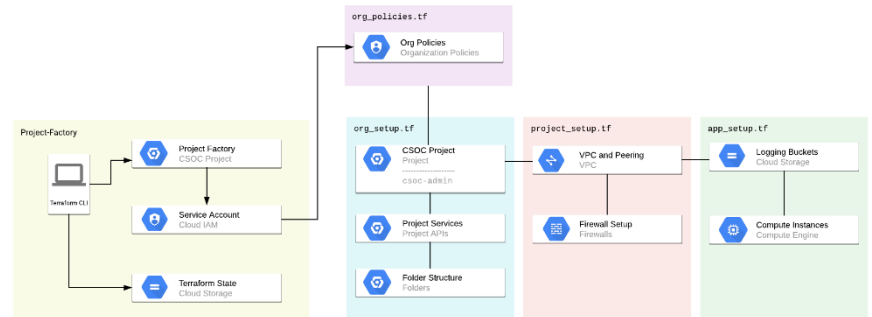 org_policies.tf
Org Policies
Organization Policies
Project-Factory
Project Factory
CSOC Project
Terraform CLI
Service Account
Cloud IAM
Terraform State
Cloud Storage
org_setup.tf
CSOC Project
Project
csoc-admin
Project Services
Project APIs
Folder Structure
Folders
project_setup.tf
VPC and Peering
VPC
Firewall Setup
Firewalls
app_setup.tf
Logging Buckets
Cloud Storage
Compute Instances
Compute Engine